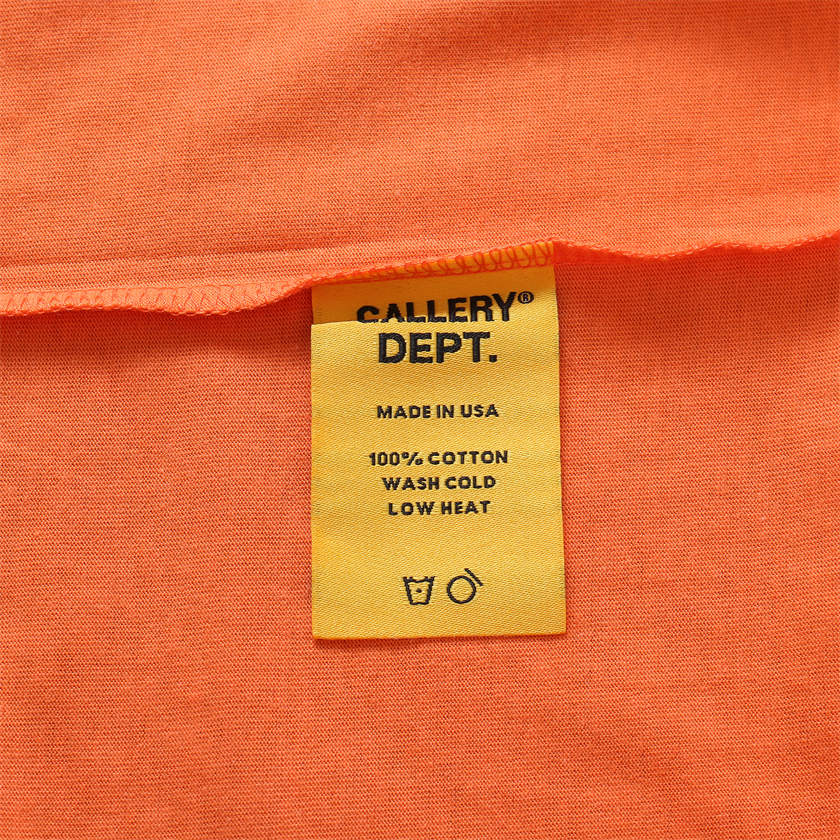 GALLERY®
DEPT.
MADE IN USA
100% COTTON
WASH COLD
LOW HEAT